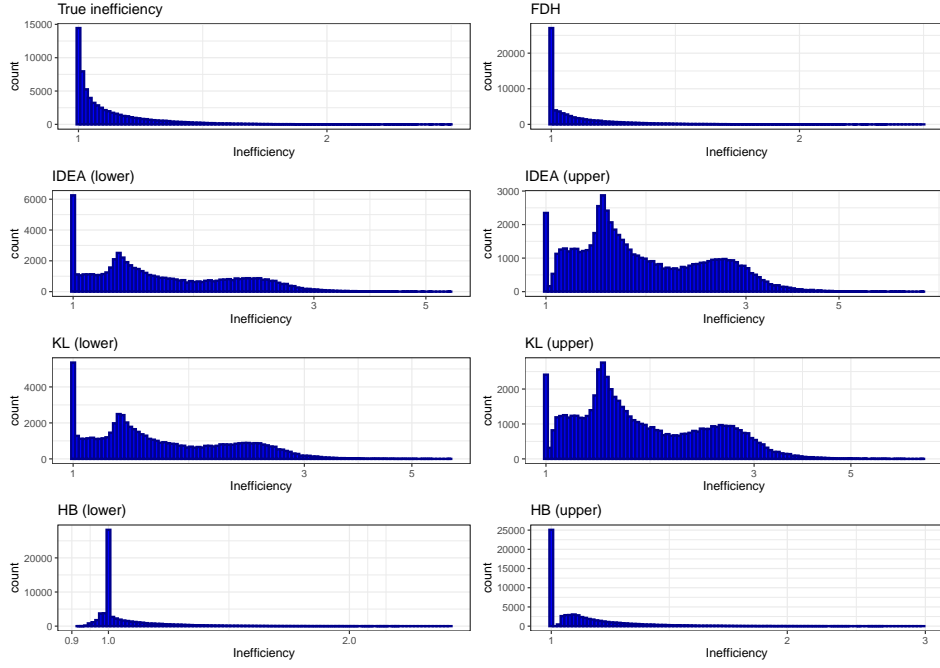 True inefficiency
15000
10000
5000
0
count
1
2
Inefficiency
FDH
20000
10000
0
count
1
2
Inefficiency
IDEA (lower)
6000
4000
2000
0
count
1
3
5
Inefficiency
IDEA (upper)
3000
2000
1000
0
count
1
3
5
Inefficiency
KL (lower)
4000
2000
0
count
1
3
5
Inefficiency
KL (upper)
2000
1000
0
count
1
3
5
Inefficiency
HB (lower)
20000
10000
0
count
0.9
1.0
2.0
Inefficiency
HB (upper)
25000
20000
15000
10000
5000
0
count
1
2
3
Inefficiency